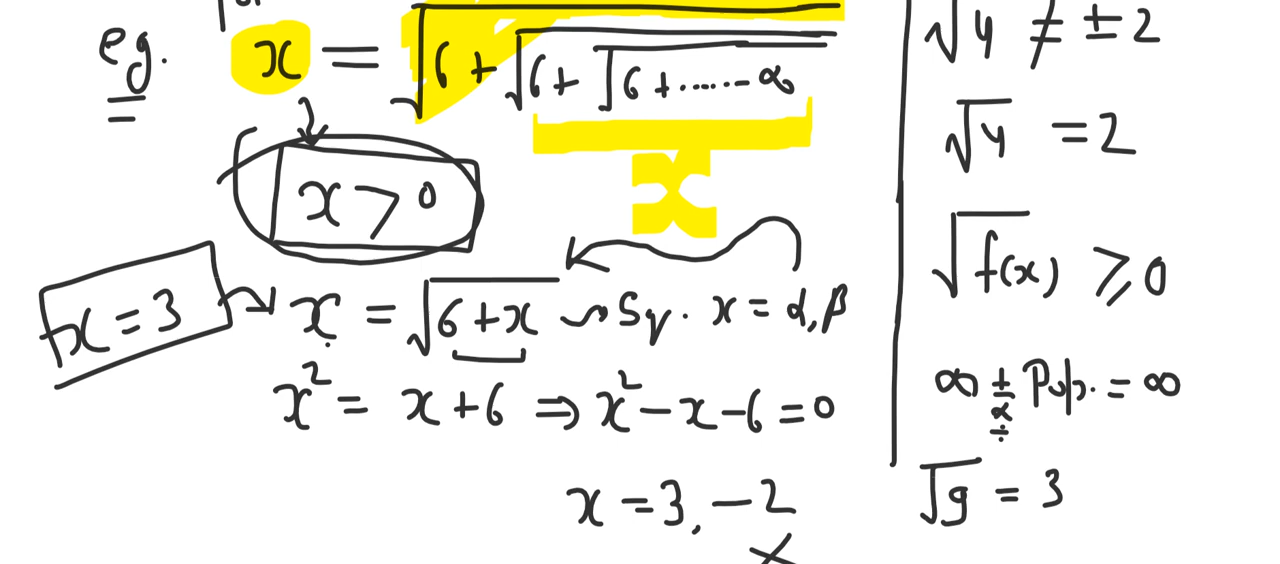 eg. x = √(6 + √(6 + √(6 + ...... ∞
x
x > 0
x = 3
x = √(6 + x) Sq. x = α, β
x² = x + 6 ⇒ x² - x - 6 = 0
x = 3, -2 ×
√4 ≠ ± 2
√4 = 2
√f(x) ≥ 0
∞ ± × ÷ = ∞
√9 = 3